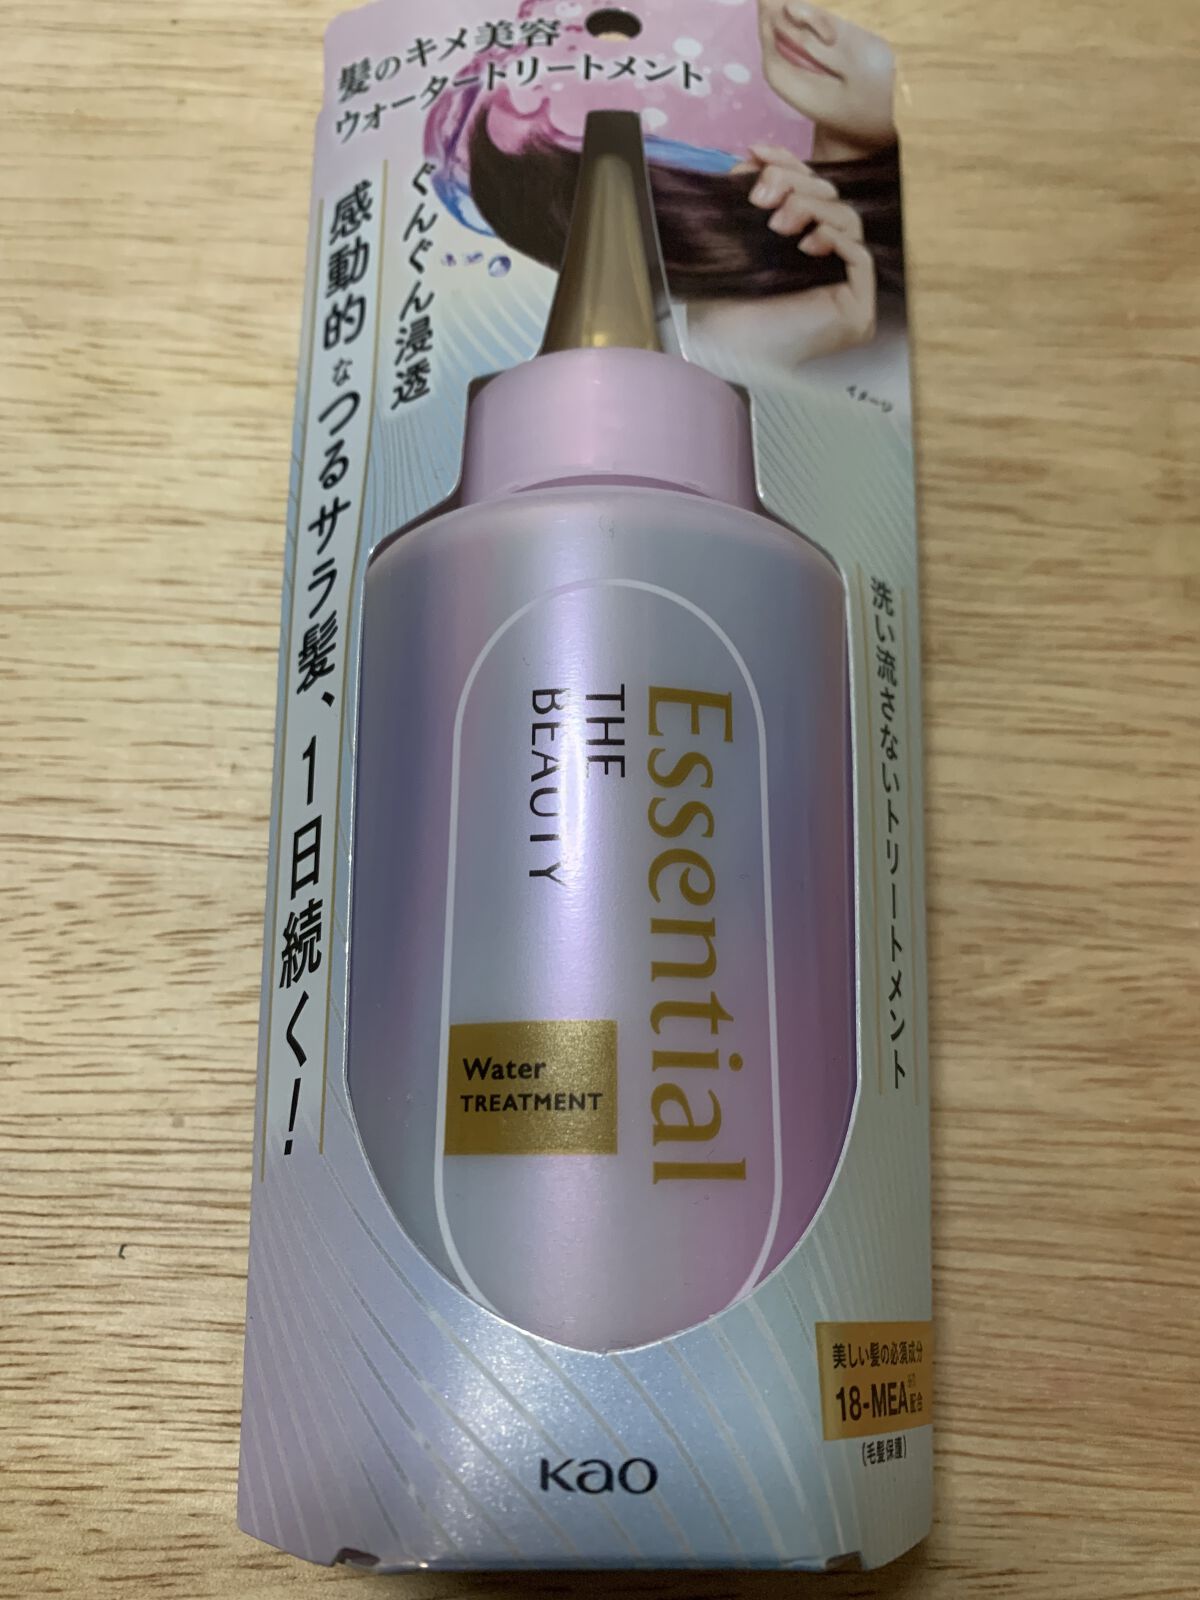 髪のキメ美容
ウォータートリートメント
ぐんぐん浸透
感動的なつるサラ髪、1日続く!
イメージ
洗い流さないトリートメント
Essential
THE
BEAUTY
Water
TREATMENT
美しい髪の必須成分
18-MEA※1配合
(毛髪保護)
Kao